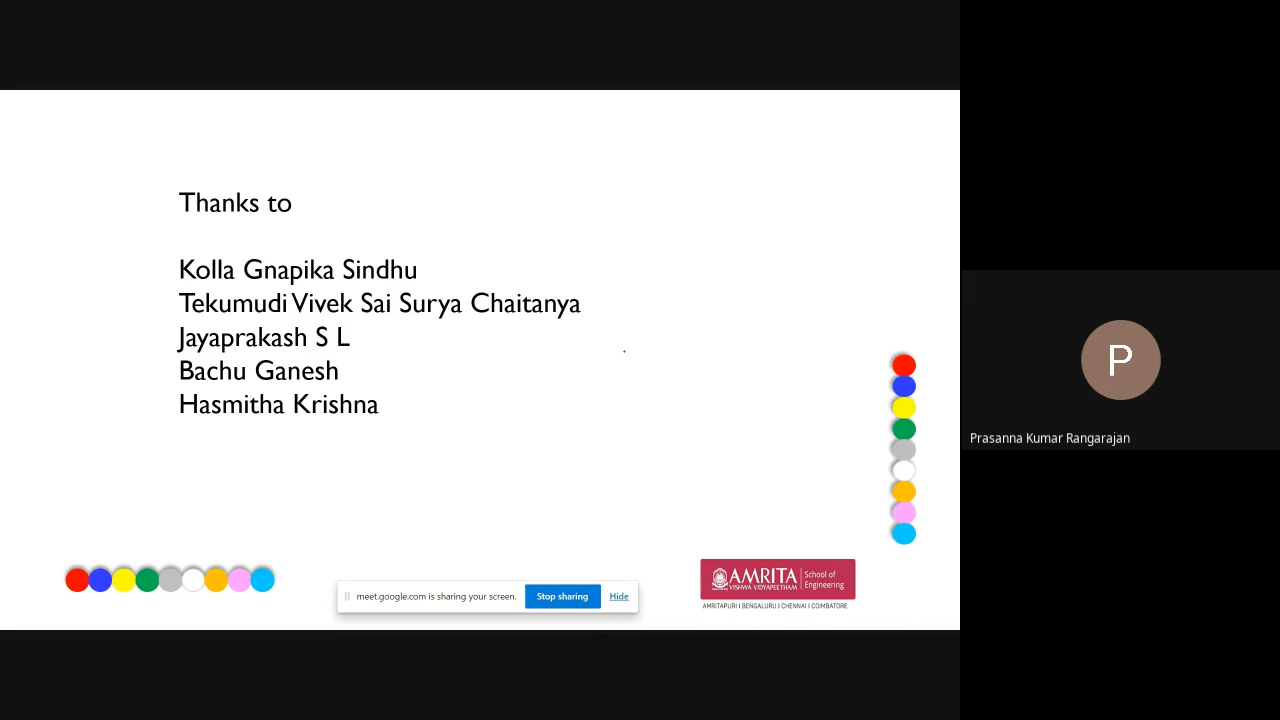 Thanks to
Kolla Gnapika Sindhu
Tekumudi Vivek Sai Surya Chaitanya
Jayaprakash S L
Bachu Ganesh
Hasmitha Krishna
P
Prasanna Kumar Rangarajan
meet.google.com is sharing your screen. Stop sharing Hide
AMRITA VISHWA VIDYAPEETHAM School of Engineering
AMRITAPURI I BENGALURU I CHENNAI I COIMBATORE